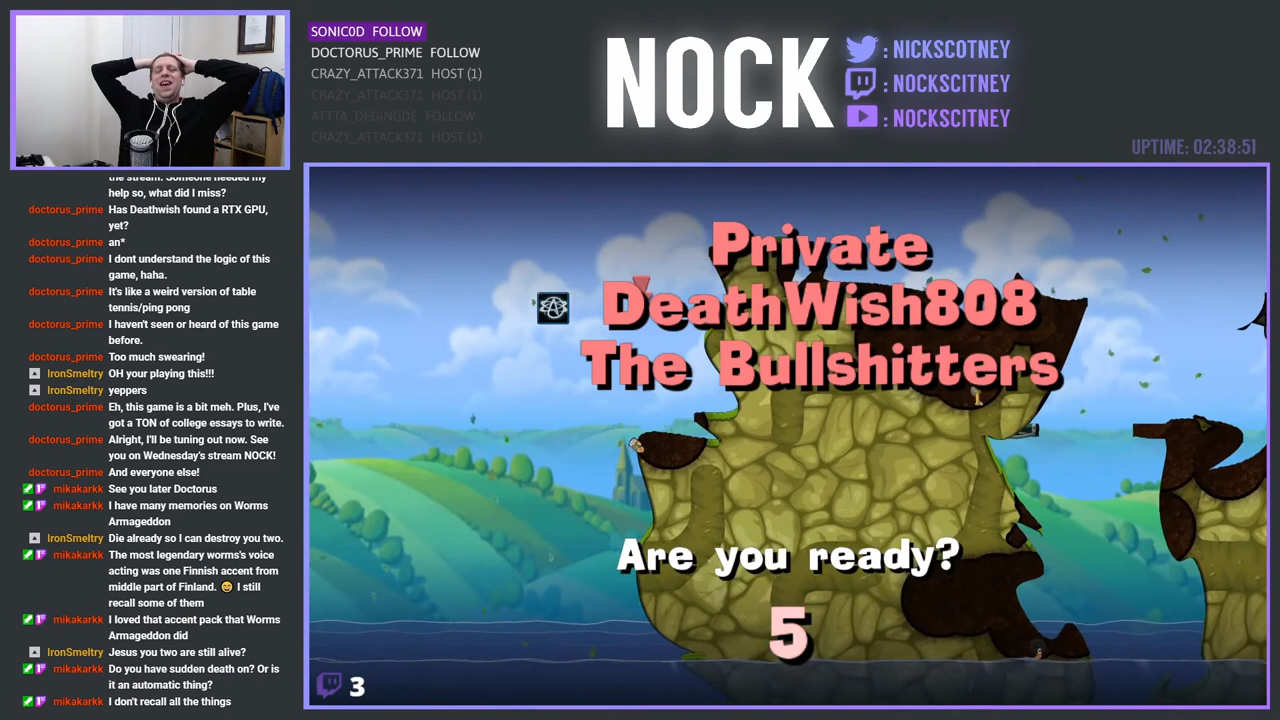 SONIC0D FOLLOW
DOCTORUS_PRIME FOLLOW
CRAZY_ATTACK371 HOST (1)
CRAZY_ATTACK371 HOST (1)
ATTTA_DEGINGDE FOLLOW
CRAZY_ATTACK371 HOST (1)
NOCK
: NICKSCOTNEY
: NOCKSCITNEY
: NOCKSCITNEY
UPTIME: 02:38:51
the stream. Someone needed my
help so, what did I miss?
doctorus_prime Has Deathwish found a RTX GPU,
yet?
doctorus_prime an*
doctorus_prime I dont understand the logic of this
game, haha.
doctorus_prime It's like a weird version of table
tennis/ping pong
doctorus_prime I haven't seen or heard of this game
before.
doctorus_prime Too much swearing!
IronSmeltry OH your playing this!!!
IronSmeltry yeppers
doctorus_prime Eh, this game is a bit meh. Plus, I've
got a TON of college essays to write.
doctorus_prime Alright, I'll be tuning out now. See
you on Wednesday's stream NOCK!
doctorus_prime And everyone else!
mikakarkk See you later Doctorus
mikakarkk I have many memories on Worms
Armageddon
IronSmeltry Die already so I can destroy you two.
mikakarkk The most legendary worms's voice
acting was one Finnish accent from
middle part of Finland. 😄 I still
recall some of them
mikakarkk I loved that accent pack that Worms
Armageddon did
IronSmeltry Jesus you two are still alive?
mikakarkk Do you have sudden death on? Or is
it an automatic thing?
mikakarkk I don't recall all the things
Private
DeathWish808
The Bullshitters
Are you ready?
5
3